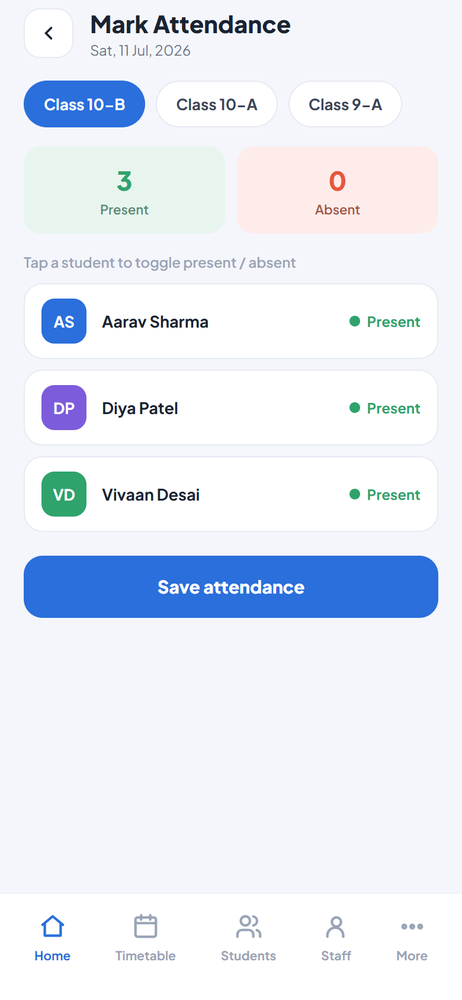 Mark Attendance
Sat, 11 Jul, 2026
Class 10-B
Class 10-A
Class 9-A
3
Present
0
Absent
Tap a student to toggle present / absent
AS
Aarav Sharma
Present
DP
Diya Patel
Present
VD
Vivaan Desai
Present
Save attendance
Home
Timetable
Students
Staff
More